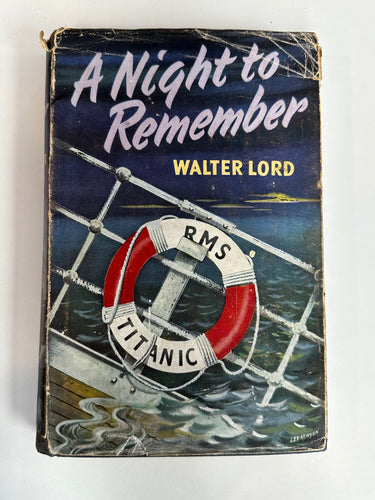 A Night to
Remember
WALTER LORD
RMS
TITANIC